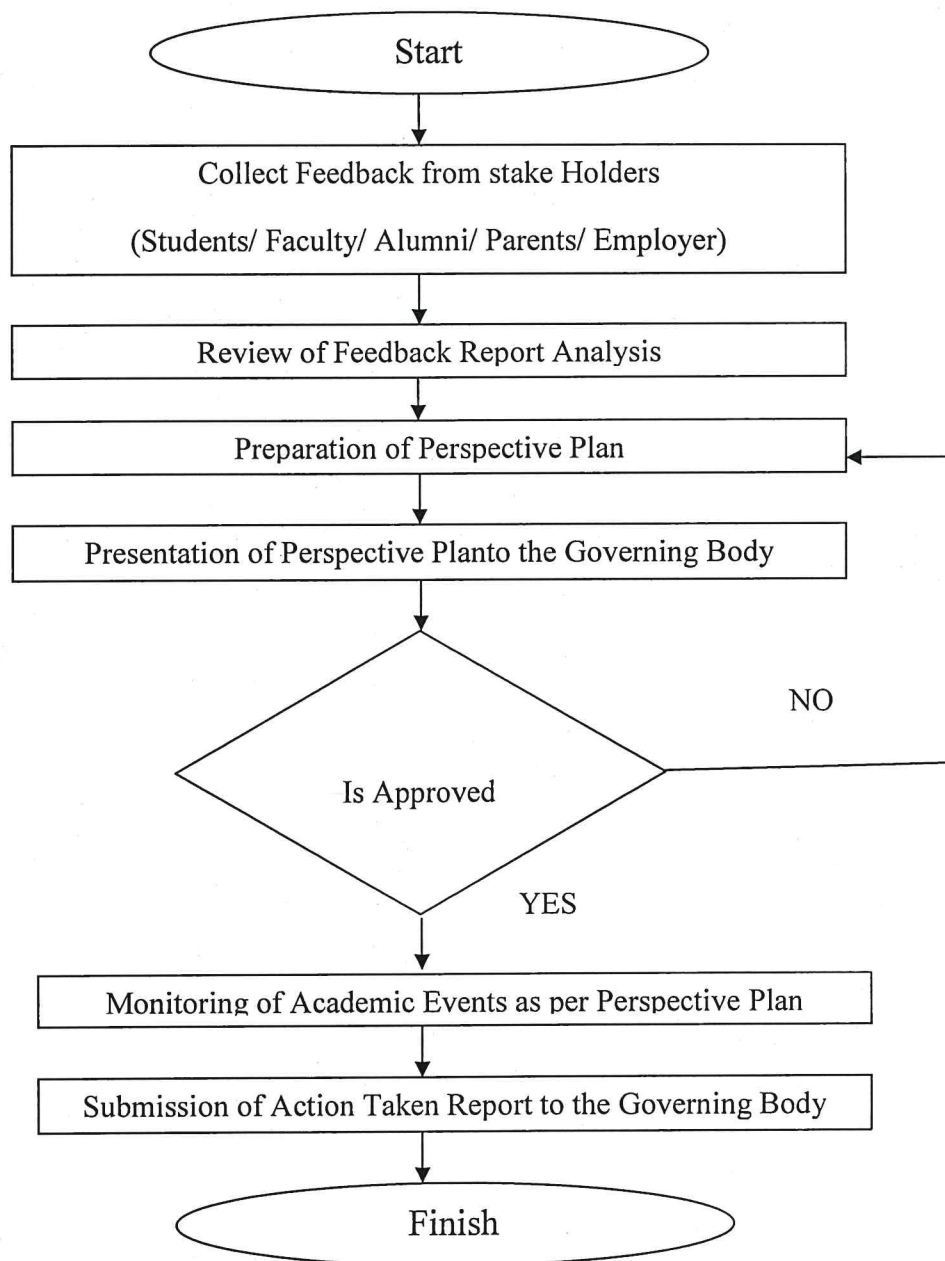 Start
Collect Feedback from stake Holders
(Students/ Faculty/ Alumni/ Parents/ Employer)
Review of Feedback Report Analysis
Preparation of Perspective Plan
Presentation of Perspective Planto the Governing Body
NO
Is Approved
YES
Monitoring of Academic Events as per Perspective Plan
Submission of Action Taken Report to the Governing Body
Finish